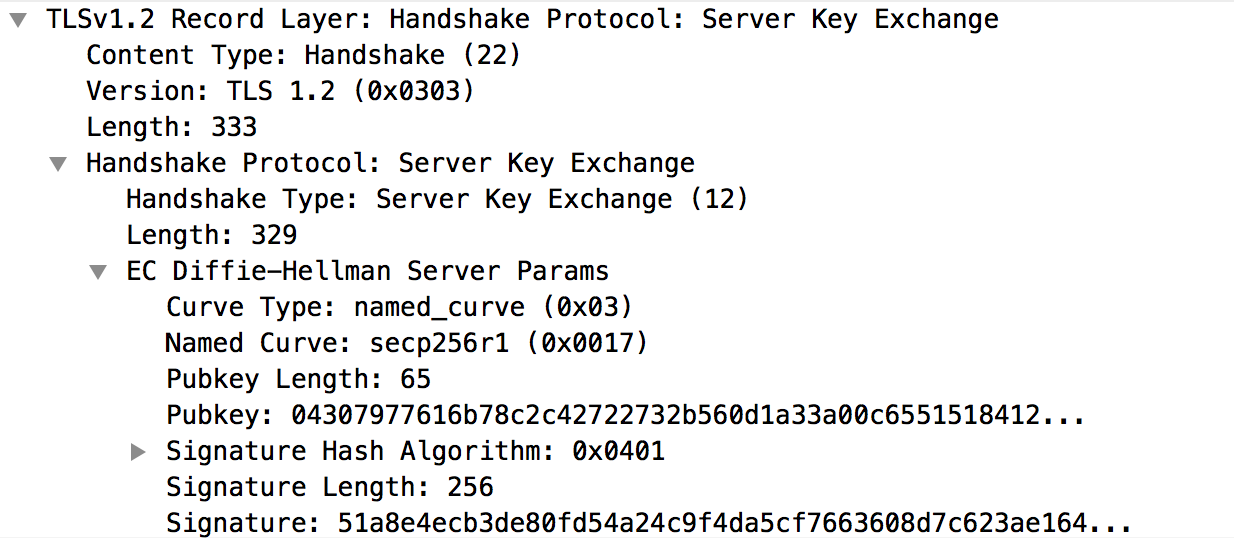 TLSv1.2 Record Layer: Handshake Protocol: Server Key Exchange
Content Type: Handshake (22)
Version: TLS 1.2 (0x0303)
Length: 333
Handshake Protocol: Server Key Exchange
Handshake Type: Server Key Exchange (12)
Length: 329
EC Diffie-Hellman Server Params
Curve Type: named_curve (0x03)
Named Curve: secp256r1 (0x0017)
Pubkey Length: 65
Pubkey: 04307977616b78c2c42722732b560d1a33a00c6551518412...
Signature Hash Algorithm: 0x0401
Signature Length: 256
Signature: 51a8e4ecb3de80fd54a24c9f4da5cf7663608d7c623ae164...